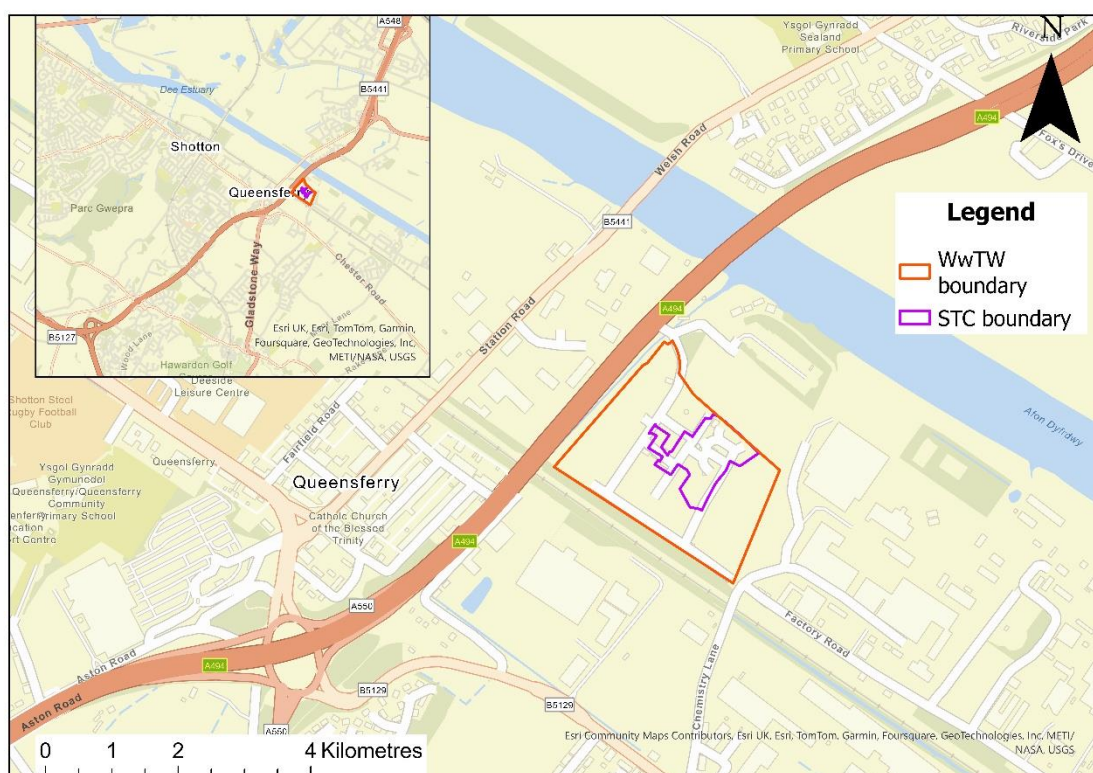 A548
B5441
Dee Estuary
Shotton
Queensferry
Parc Gwepra
Gladstone Way
Chester Road
Wood Lane
B5127
Hawarden Golf
Esri UK, Esri, TomTom, Garmin,
Foursquare, GeoTechnologies, Inc,
METI/NASA, USGS
Ysgol Gynradd
Sealand
Primary School
Riverside Park
N
A494
Fox's Drive
Welsh Road
B5441
Legend
WwTW
boundary
STC boundary
A494
Station Road
Afon Dyfrdwy
Deeside
Leisure Centre
Shotton Steel
Rugby Football
Club
Fairfield Road
Queensferry
Ysgol Gynradd
Gymunodol
Queensferry/Queensferry
Community
Primary School
Queensferry
Catholic Church
of the Blessed
Trinity
A494
A550
Aston Road
A494
Aston Road
B5129
B5129
A550
Factory Road
Chemistry Lane
0 1 2 4 Kilometres
Esri Community Maps Contributors, Esri UK, Esri, TomTom, Garmin, Foursquare, GeoTechnologies, Inc, METI/
NASA, USGS